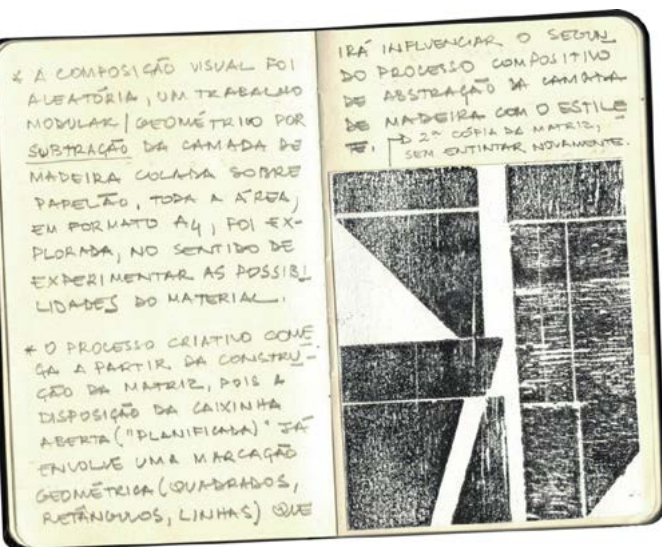 * A COMPOSIÇÃO VISUAL FOI
ALEATÓRIA, UM TRABALHO
MODULAR/GEOMÉTRICO POR
SUBTRAÇÃO DA CAMADA DE
MADEIRA COLADA SOBRE
PAPELÃO, TODA A ÁREA,
EM FORMATO A4, FOI EX-
PLORADA, NO SENTIDO DE
EXPERIMENTAR AS POSSIBI
LIDADES DO MATERIAL.
* O PROCESSO CRIATIVO COME
ÇA A PARTIR DA CONSTRU-
ÇÃO DA MATRIZ, POIS A
DISPOSIÇÃO DA CAIXINHA
ABERTA ("PLANIFICADA") JÁ
ENVOLVE UMA MARCAÇÃO
GEOMÉTRICA (QUADRADOS,
RETÂNGULOS, LINHAS) QUE
IRÁ INFLUENCIAR O SEGUN
DO PROCESSO COMPOSITIVO
DE ABSTRAÇÃO DA CAMADA
DE MADEIRA COM O ESTILE
TE.
2ª CÓPIA DA MATRIZ,
SEM ENTINTAR NOVAMENTE.